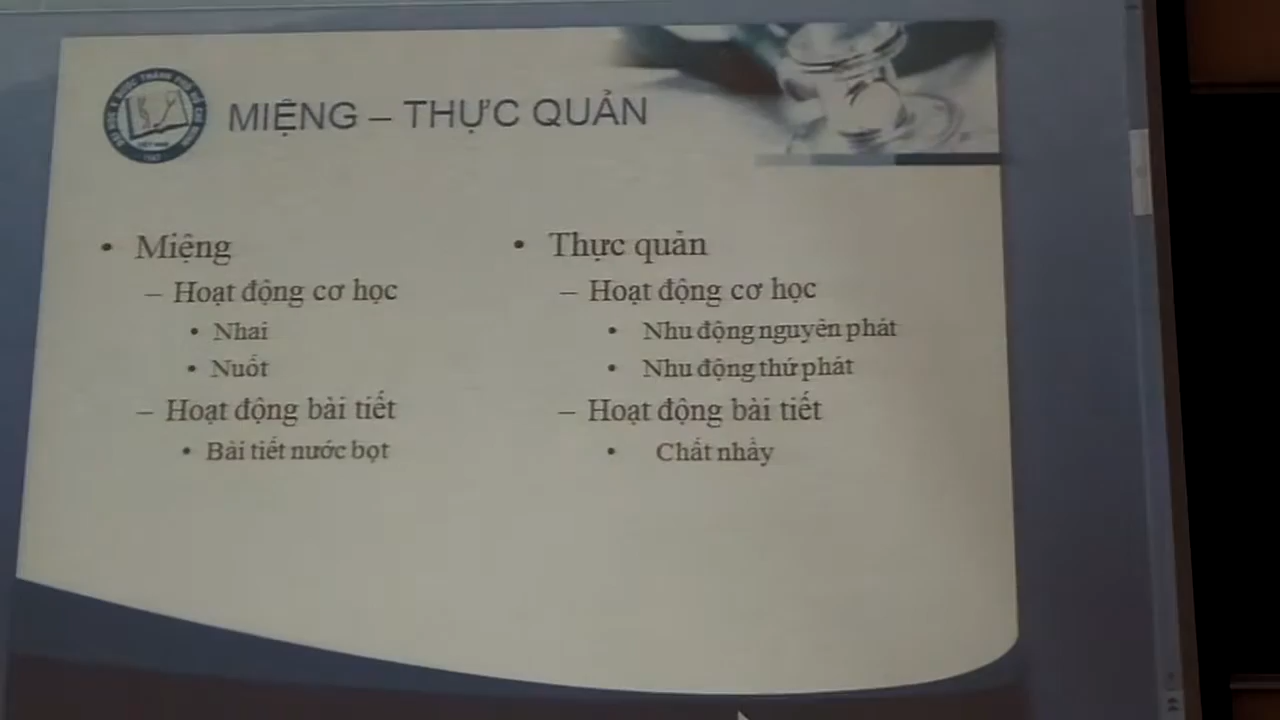 MIỆNG – THỰC QUẢN
• Miệng
– Hoạt động cơ học
• Nhai
• Nuốt
– Hoạt động bài tiết
• Bài tiết nước bọt
• Thực quản
– Hoạt động cơ học
• Nhu động nguyên phát
• Nhu động thứ phát
– Hoạt động bài tiết
• Chất nhầy